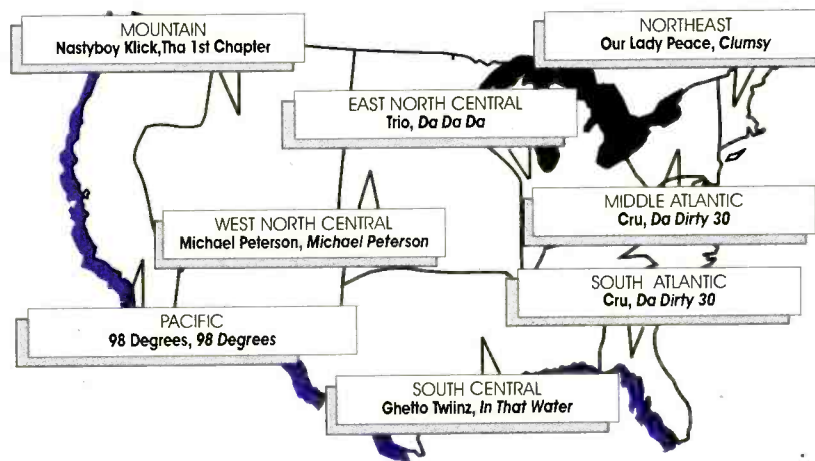 MOUNTAIN
Nastyboy Klick,Tha 1st Chapter
NORTHEAST
Our Lady Peace, Clumsy
EAST NORTH CENTRAL
Trio, Da Da Da
WEST NORTH CENTRAL
Michael Peterson, Michael Peterson
MIDDLE ATLANTIC
Cru, Da Dirty 30
SOUTH ATLANTIC
Cru, Da Dirty 30
PACIFIC
98 Degrees, 98 Degrees
SOUTH CENTRAL
Ghetto Twiinz, In That Water